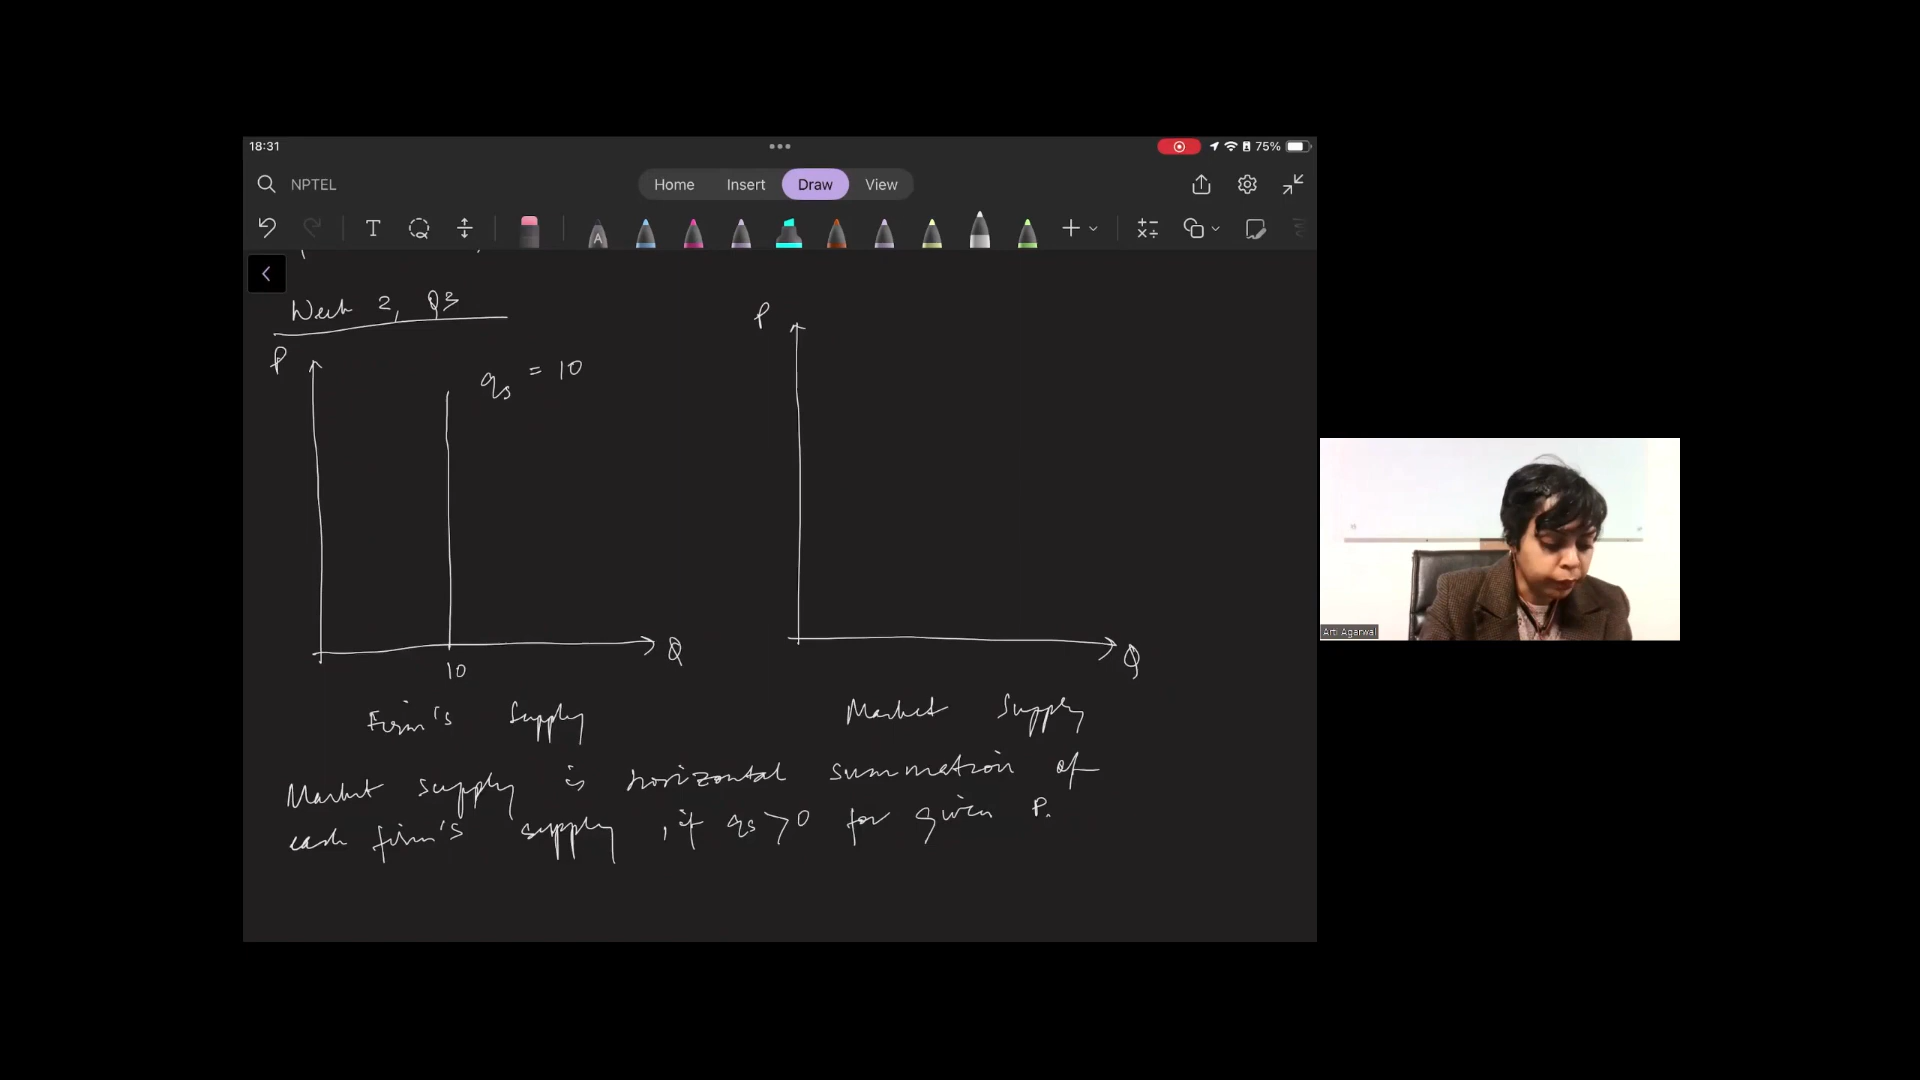 18:31
75%
NPTEL
Home Insert Draw View
T
A
Week 2, Q3
P
qs = 10
10
Q
P
Q
Firm's Supply
Market Supply
Market supply is horizontal summation of
each firm's supply, if qs > 0 for given P.
Arti Agarwal